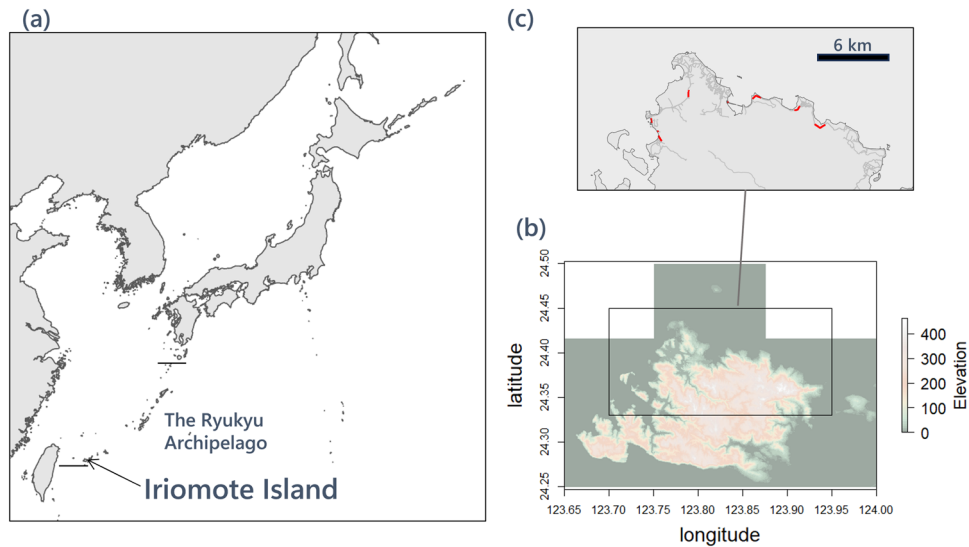 (a)
The Ryukyu
Archipelago
Iriomote Island
(c)
6 km
(b)
latitude
24.50
24.45
24.40
24.35
24.30
24.25
123.65 123.70 123.75 123.80 123.85 123.90 123.95 124.00
longitude
400
300
200
100
0
Elevation